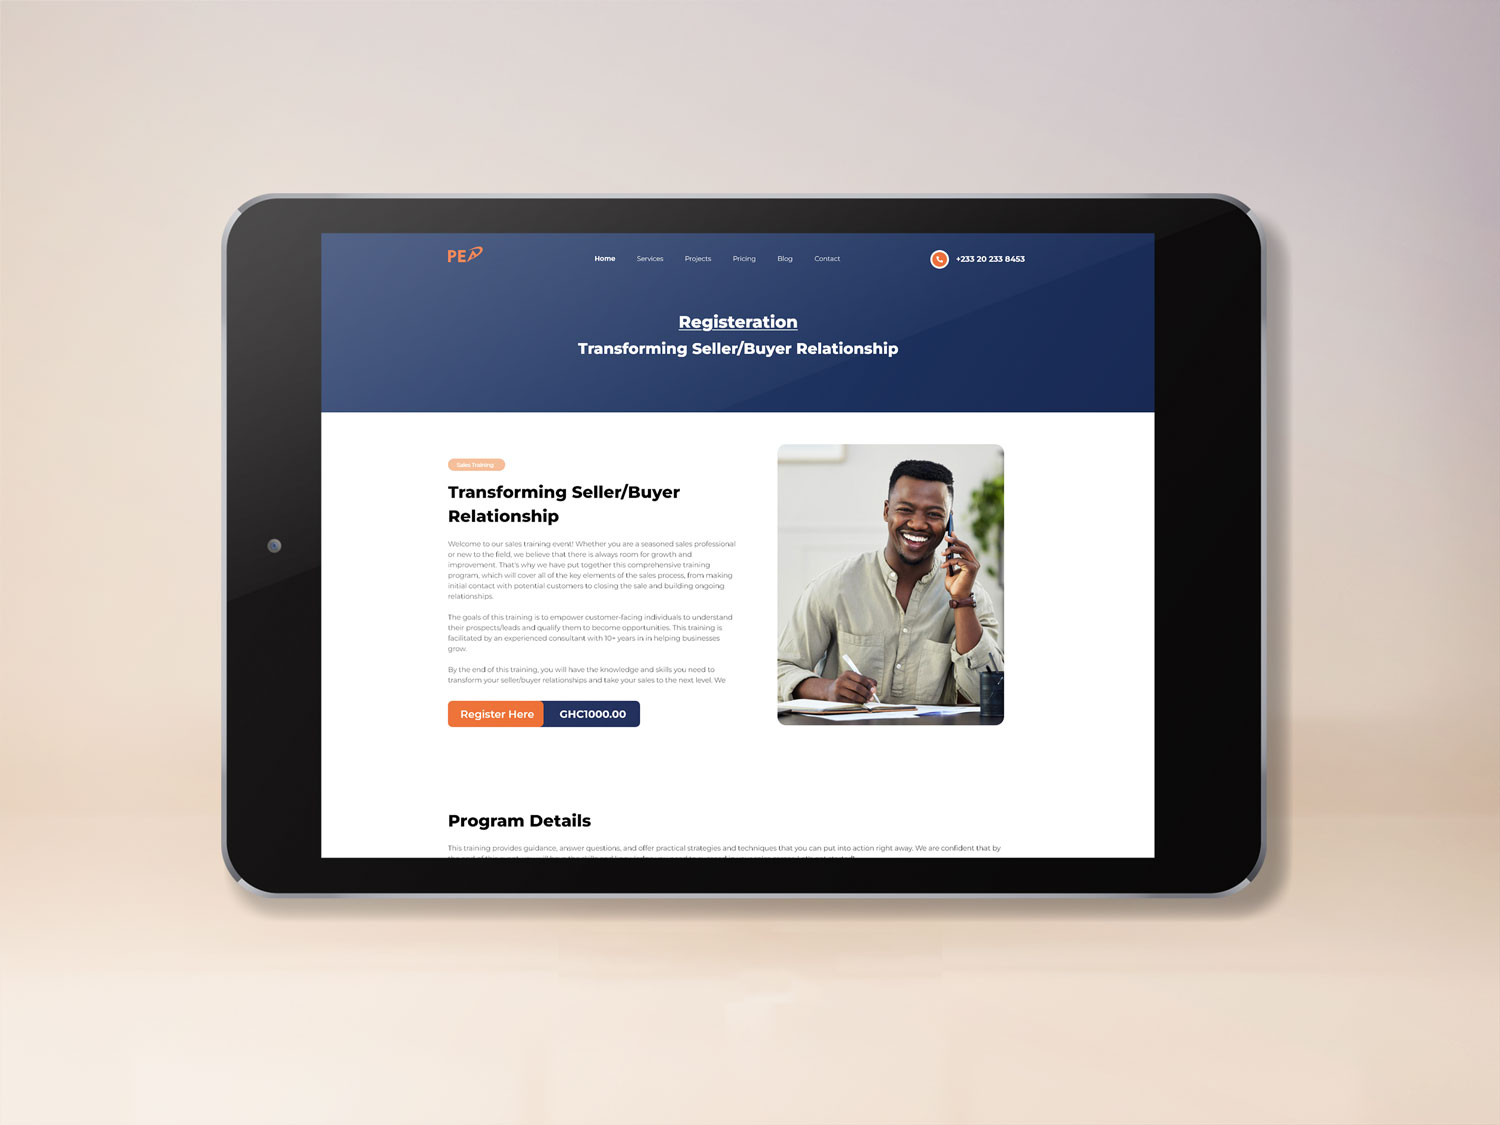 PEA
Home Services Projects Pricing Blog Contact
+233 20 233 8453
Registeration
Transforming Seller/Buyer Relationship
Sales Training
Transforming Seller/Buyer
Relationship
Welcome to our sales training event! Whether you are a seasoned sales professional
or new to the field, we believe that there is always room for growth and
improvement. That's why we have put together this comprehensive training
program, which will cover all of the key elements of the sales process, from making
initial contact with potential customers to closing the sale and building ongoing
relationships.
The goals of this training is to empower customer-facing individuals to understand
their prospects/leads and qualify them to become opportunities. This training is
facilitated by an experienced consultant with 10+ years in in helping businesses
grow.
By the end of this training, you will have the knowledge and skills you need to
transform your seller/buyer relationships and take your sales to the next level. We
Register Here GHC1000.00
Program Details
This training provides guidance, answer questions, and offer practical strategies and techniques that you can put into action right away. We are confident that by